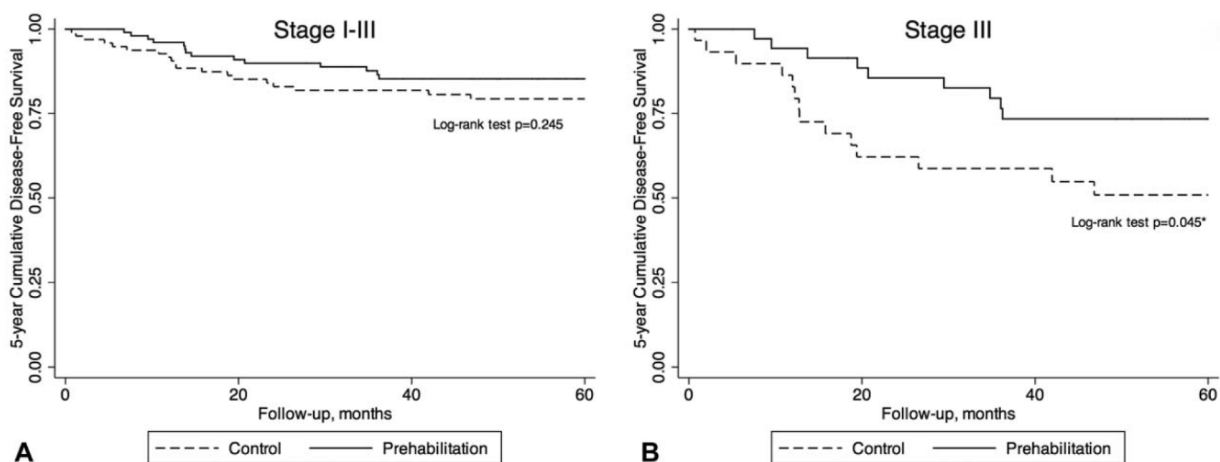 Stage I-III
5-year Cumulative Disease-Free Survival
1.00
0.75
0.50
0.25
0.00
Log-rank test p=0.245
0 20 40 60
Follow-up, months
A
Control Prehabilitation
Stage III
5-year Cumulative Disease-Free Survival
1.00
0.75
0.50
0.25
0.00
Log-rank test p=0.045*
0 20 40 60
Follow-up, months
B
Control Prehabilitation